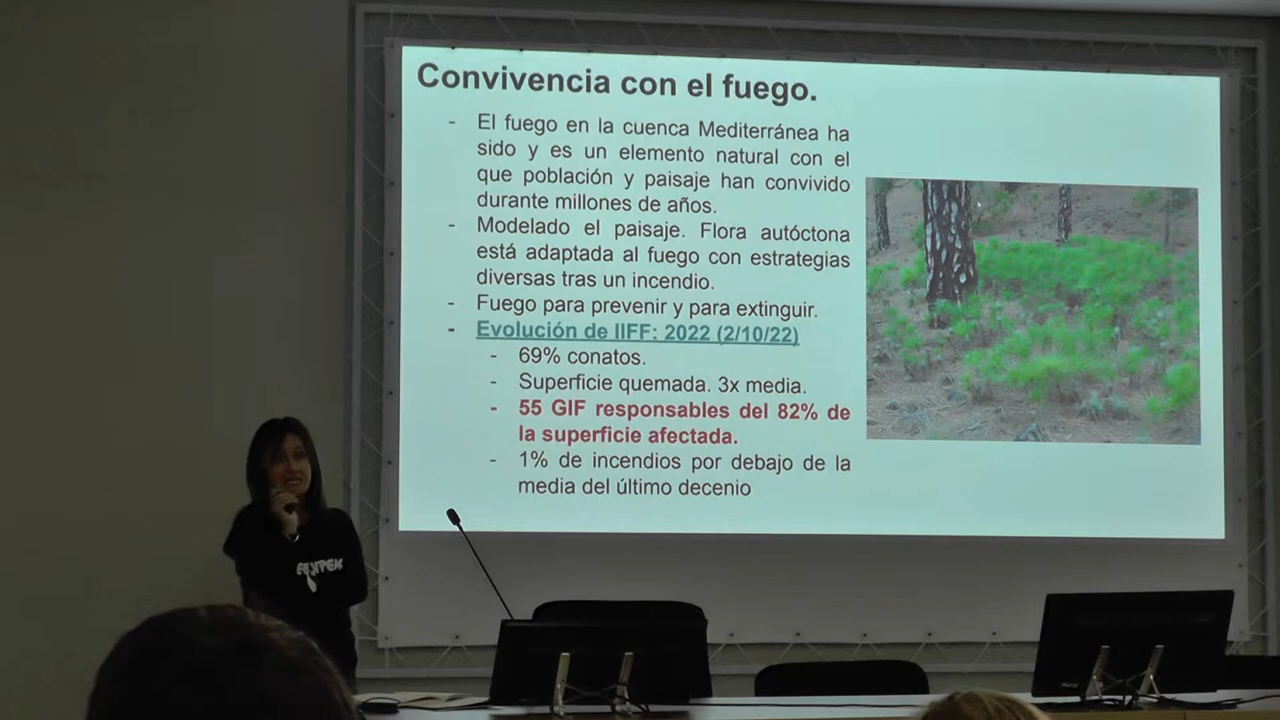 Convivencia con el fuego.
- El fuego en la cuenca Mediterránea ha
sido y es un elemento natural con el
que población y paisaje han convivido
durante millones de años.
- Modelado el paisaje. Flora autóctona
está adaptada al fuego con estrategias
diversas tras un incendio.
- Fuego para prevenir y para extinguir.
- Evolución de IIFF: 2022 (2/10/22)
- 69% conatos.
- Superficie quemada. 3x media.
- 55 GIF responsables del 82% de
la superficie afectada.
- 1% de incendios por debajo de la
media del último decenio